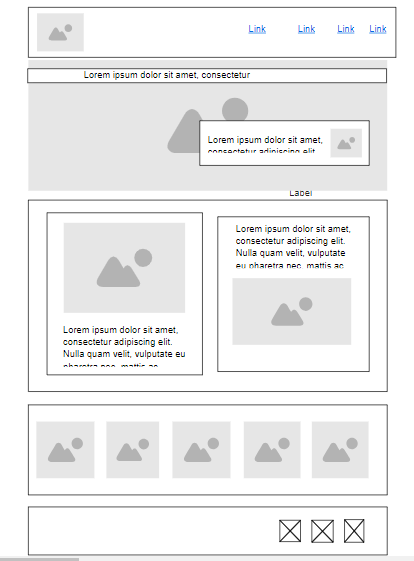 Link Link Link Link
Lorem ipsum dolor sit amet, consectetur
Lorem ipsum dolor sit amet,
consectetur adipiscing elit.
Label
Lorem ipsum dolor sit amet,
consectetur adipiscing elit.
Nulla quam velit, vulputate eu
pharetra nec, mattis ac
Lorem ipsum dolor sit amet,
consectetur adipiscing elit.
Nulla quam velit, vulputate
eu pharetra nec, mattis ac